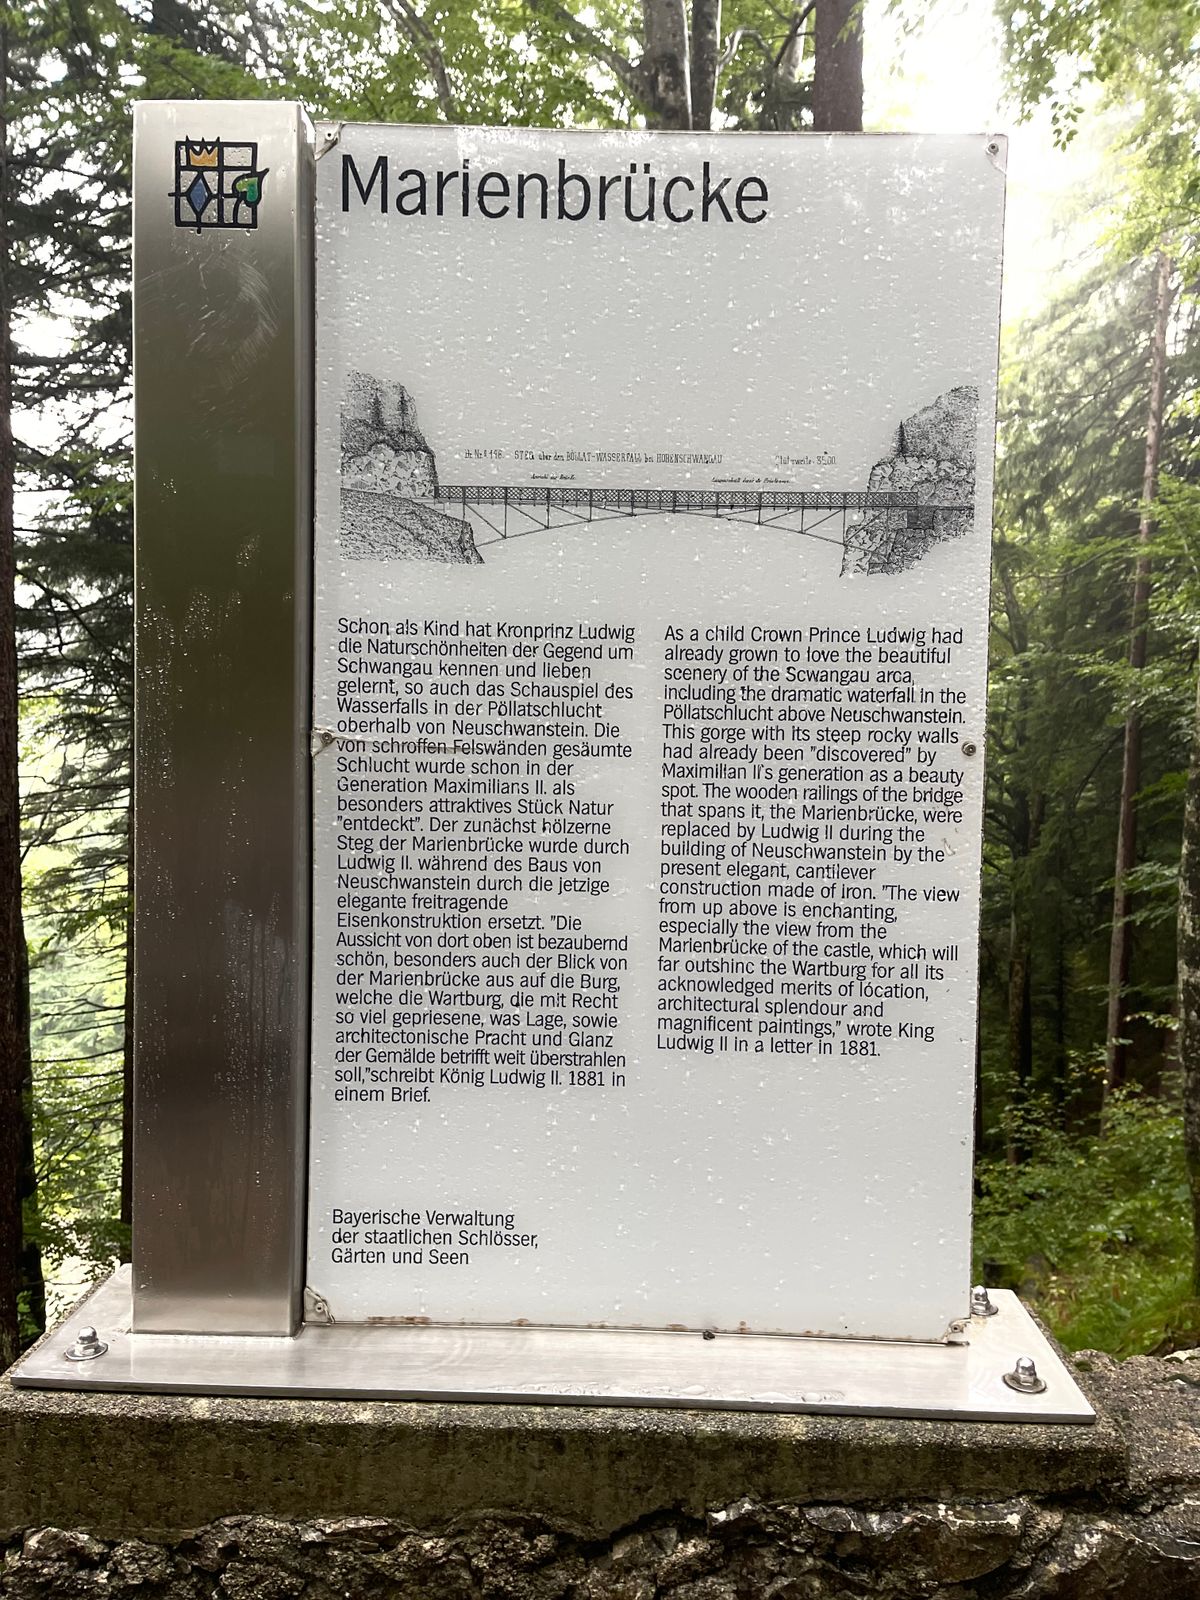 Marienbrücke
STEG über den PÖLLAT-WASSERFALL bei HOHENSCHWANGAU
Schon als Kind hat Kronprinz Ludwig
die Naturschönheiten der Gegend um
Schwangau kennen und lieben
gelernt, so auch das Schauspiel des
Wasserfalls in der Pöllatschlucht
oberhalb von Neuschwanstein. Die
von schroffen Felswänden gesäumte
Schlucht wurde schon in der
Generation Maximilians II. als
besonders attraktives Stück Natur
"entdeckt". Der zunächst hölzerne
Steg der Marienbrücke wurde durch
Ludwig II. während des Baus von
Neuschwanstein durch die jetzige
elegante freitragende
Eisenkonstruktion ersetzt. "Die
Aussicht von dort oben ist bezaubernd
schön, besonders auch der Blick von
der Marienbrücke aus auf die Burg,
welche die Wartburg, die mit Recht
so viel gepriesene, was Lage, sowie
architektonische Pracht und Glanz
der Gemälde betrifft weit überstrahlen
soll,"schreibt König Ludwig II. 1881 in
einem Brief.
As a child Crown Prince Ludwig had
already grown to love the beautiful
scenery of the Scwangau area,
including the dramatic waterfall in the
Pöllatschlucht above Neuschwanstein.
This gorge with its steep rocky walls
had already been "discovered" by
Maximilian II's generation as a beauty
spot. The wooden railings of the bridge
that spans it, the Marienbrücke, were
replaced by Ludwig II during the
building of Neuschwanstein by the
present elegant, cantilever
construction made of iron. "The view
from up above is enchanting,
especially the view from the
Marienbrücke of the castle, which will
far outshine the Wartburg for all its
acknowledged merits of location,
architectural splendour and
magnificent paintings," wrote King
Ludwig II in a letter in 1881.
Bayerische Verwaltung
der staatlichen Schlösser,
Gärten und Seen